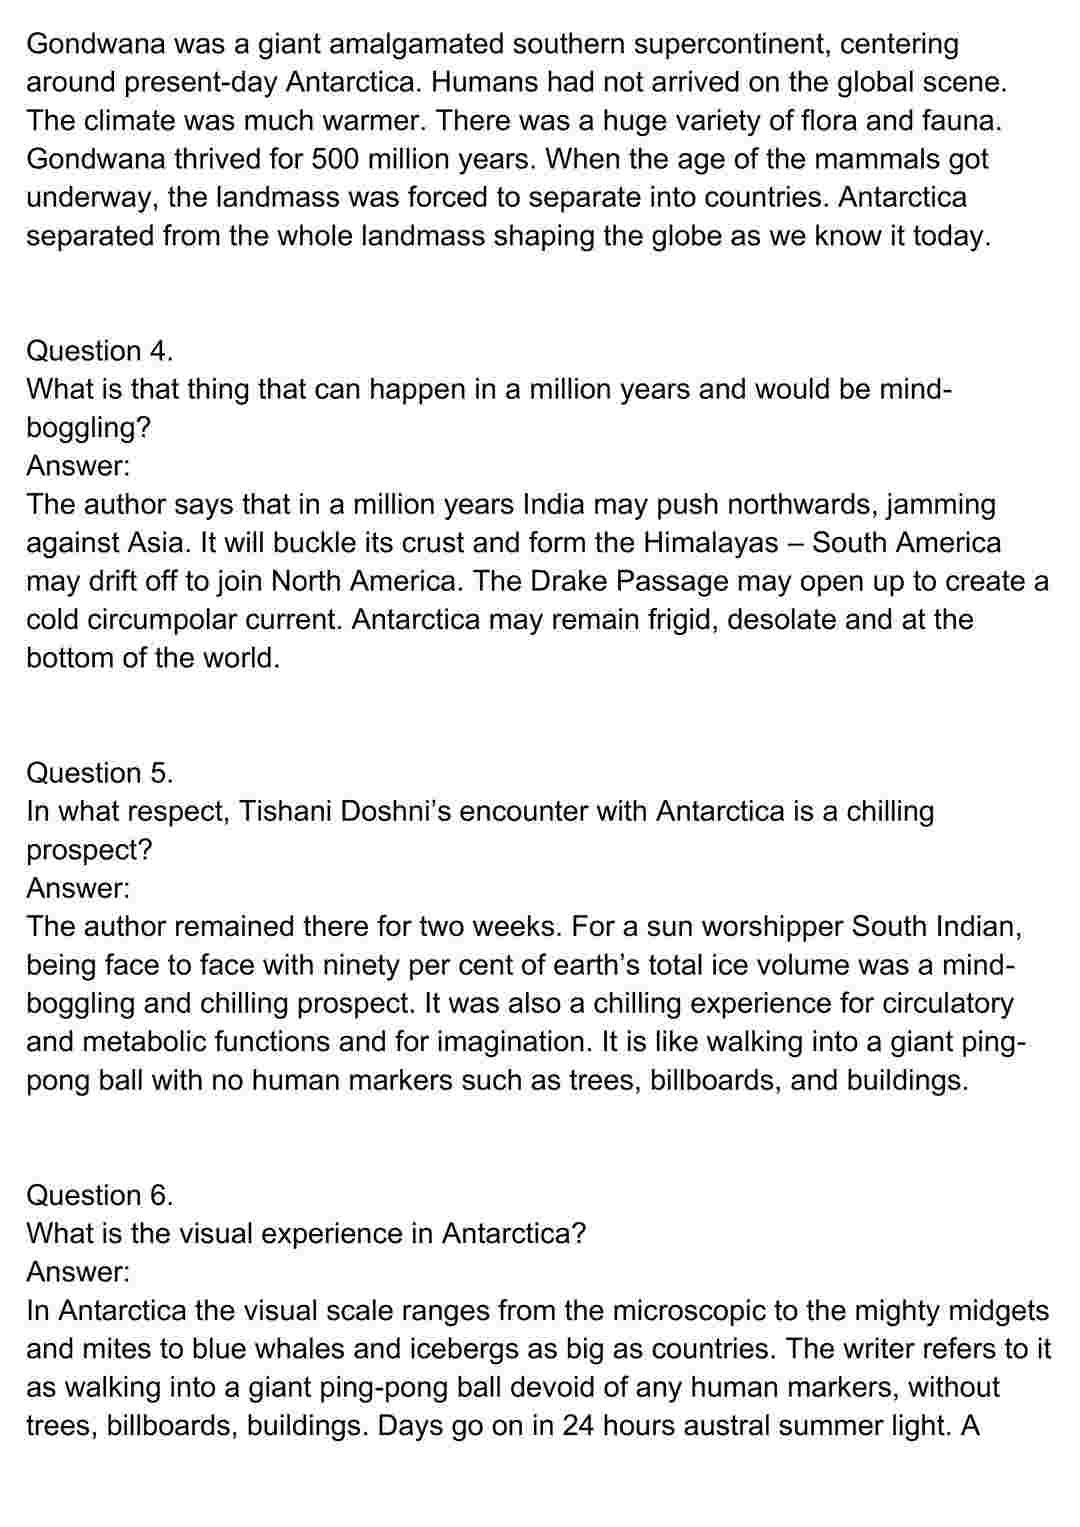 Gondwana was a giant amalgamated southern supercontinent, centering
around present-day Antarctica. Humans had not arrived on the global scene.
The climate was much warmer. There was a huge variety of flora and fauna.
Gondwana thrived for 500 million years. When the age of the mammals got
underway, the landmass was forced to separate into countries. Antarctica
separated from the whole landmass shaping the globe as we know it today.
Question 4.
What is that thing that can happen in a million years and would be mind-
boggling?
Answer:
The author says that in a million years India may push northwards, jamming
against Asia. It will buckle its crust and form the Himalayas – South America
may drift off to join North America. The Drake Passage may open up to create a
cold circumpolar current. Antarctica may remain frigid, desolate and at the
bottom of the world.
Question 5.
In what respect, Tishani Doshni’s encounter with Antarctica is a chilling
prospect?
Answer:
The author remained there for two weeks. For a sun worshipper South Indian,
being face to face with ninety per cent of earth’s total ice volume was a mind-
boggling and chilling prospect. It was also a chilling experience for circulatory
and metabolic functions and for imagination. It is like walking into a giant ping-
pong ball with no human markers such as trees, billboards, and buildings.
Question 6.
What is the visual experience in Antarctica?
Answer:
In Antarctica the visual scale ranges from the microscopic to the mighty midgets
and mites to blue whales and icebergs as big as countries. The writer refers to it
as walking into a giant ping-pong ball devoid of any human markers, without
trees, billboards, buildings. Days go on in 24 hours austral summer light. A